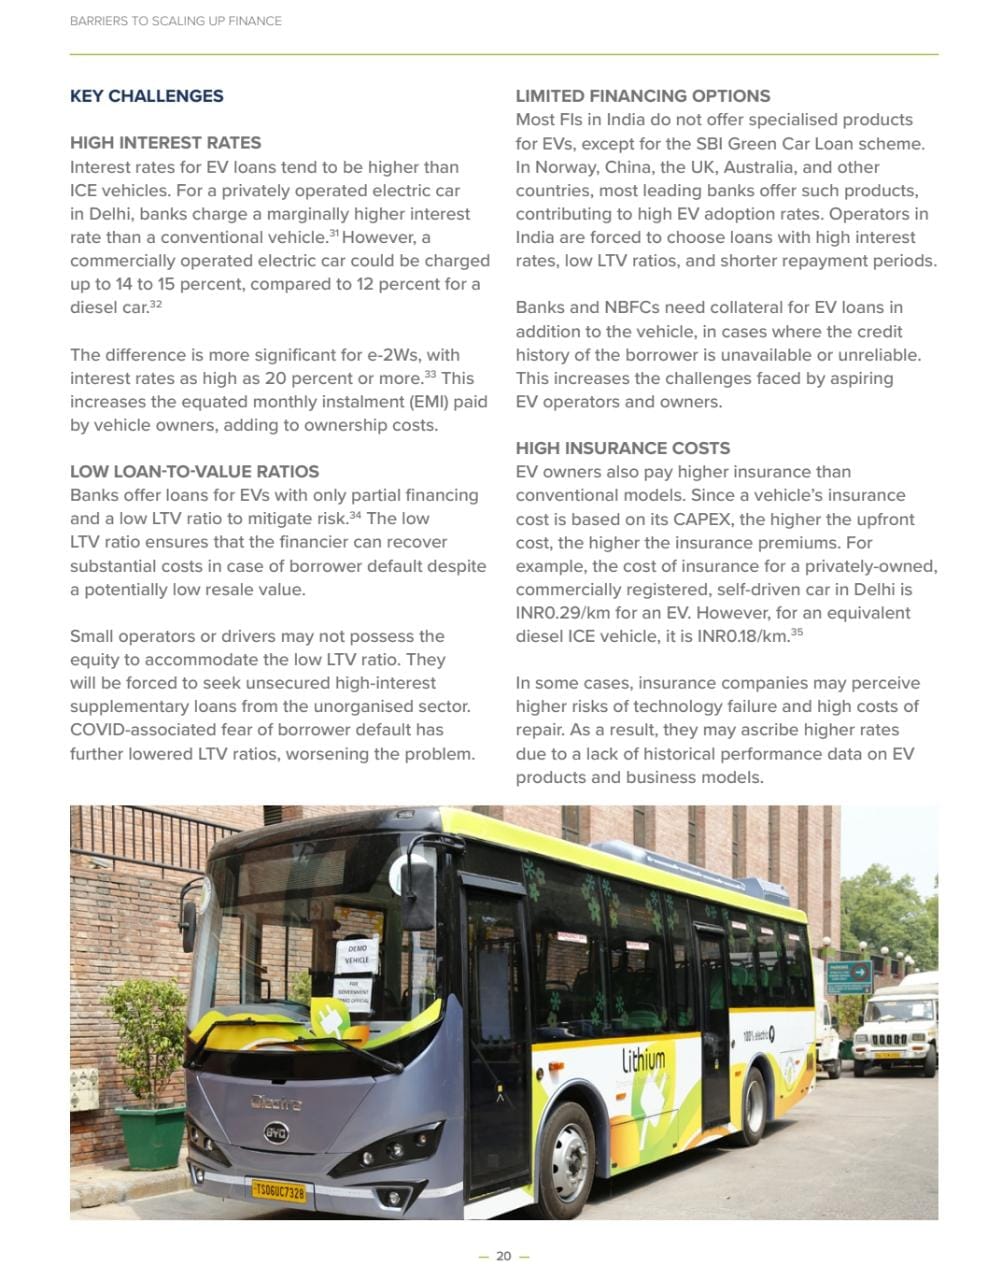 BARRIERS TO SCALING UP FINANCE
KEY CHALLENGES
HIGH INTEREST RATES
Interest rates for EV loans tend to be higher than
ICE vehicles. For a privately operated electric car
in Delhi, banks charge a marginally higher interest
rate than a conventional vehicle.³¹ However, a
commercially operated electric car could be charged
up to 14 to 15 percent, compared to 12 percent for a
diesel car.³²
The difference is more significant for e-2Ws, with
interest rates as high as 20 percent or more.³³ This
increases the equated monthly instalment (EMI) paid
by vehicle owners, adding to ownership costs.
LOW LOAN-TO-VALUE RATIOS
Banks offer loans for EVs with only partial financing
and a low LTV ratio to mitigate risk.³⁴ The low
LTV ratio ensures that the financier can recover
substantial costs in case of borrower default despite
a potentially low resale value.
Small operators or drivers may not possess the
equity to accommodate the low LTV ratio. They
will be forced to seek unsecured high-interest
supplementary loans from the unorganised sector.
COVID-associated fear of borrower default has
further lowered LTV ratios, worsening the problem.
LIMITED FINANCING OPTIONS
Most FIs in India do not offer specialised products
for EVs, except for the SBI Green Car Loan scheme.
In Norway, China, the UK, Australia, and other
countries, most leading banks offer such products,
contributing to high EV adoption rates. Operators in
India are forced to choose loans with high interest
rates, low LTV ratios, and shorter repayment periods.
Banks and NBFCs need collateral for EV loans in
addition to the vehicle, in cases where the credit
history of the borrower is unavailable or unreliable.
This increases the challenges faced by aspiring
EV operators and owners.
HIGH INSURANCE COSTS
EV owners also pay higher insurance than
conventional models. Since a vehicle's insurance
cost is based on its CAPEX, the higher the upfront
cost, the higher the insurance premiums. For
example, the cost of insurance for a privately-owned,
commercially registered, self-driven car in Delhi is
INR0.29/km for an EV. However, for an equivalent
diesel ICE vehicle, it is INR0.18/km.³⁵
In some cases, insurance companies may perceive
higher risks of technology failure and high costs of
repair. As a result, they may ascribe higher rates
due to a lack of historical performance data on EV
products and business models.
DEMO
VEHICLE
FOR
GOVERNMENT
OFFICIAL
Lithium
100% electric
BYD
TS06UC7328
PARKING
— 20 —